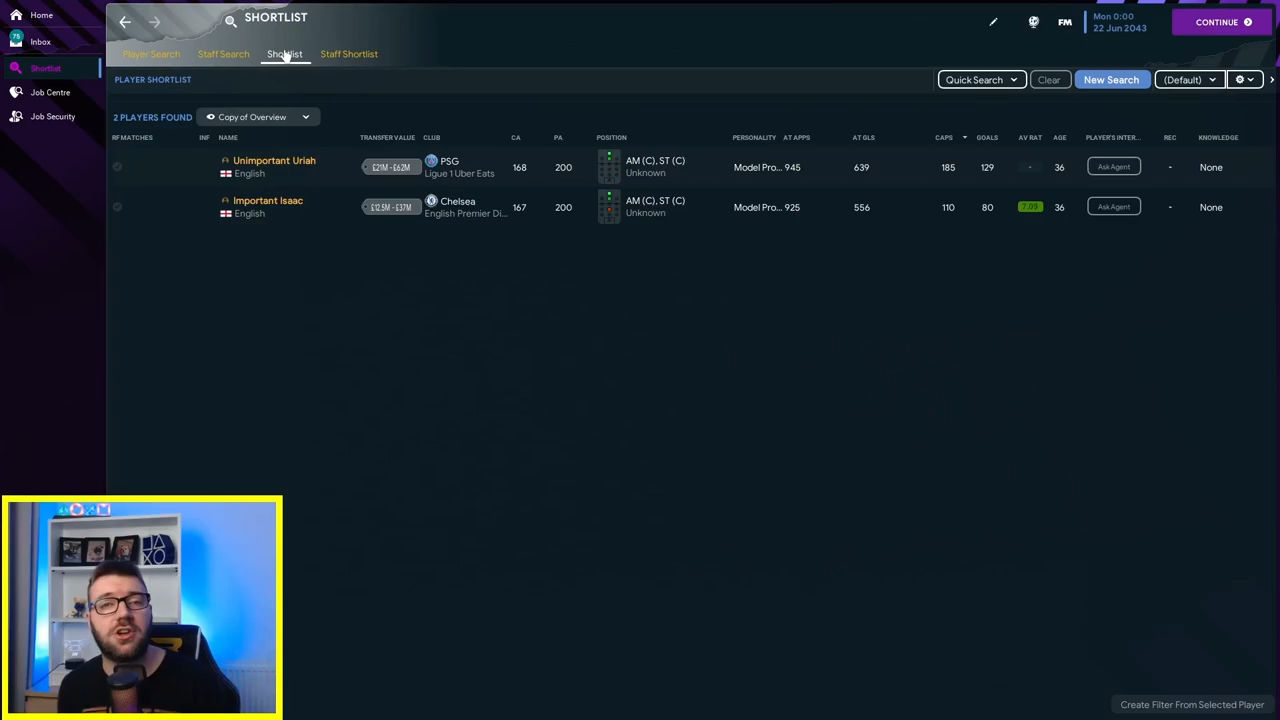 Home
75
Inbox
Shortlist
Job Centre
Job Security
SHORTLIST
FM
Mon 0:00
22 Jun 2043
CONTINUE
Player Search Staff Search Shortlist Staff Shortlist
PLAYER SHORTLIST
Quick Search Clear New Search (Default)
2 PLAYERS FOUND Copy of Overview
RF MATCHES INF NAME TRANSFER VALUE CLUB CA PA POSITION PERSONALITY AT APPS AT GLS CAPS GOALS AV RAT AGE PLAYER'S INTER... REC KNOWLEDGE
Unimportant Uriah
English
£21M - £62M
PSG
Ligue 1 Uber Eats
168 200
AM (C), ST (C)
Unknown
Model Pro... 945 639 185 129 - 36 Ask Agent - None
Important Isaac
English
£12.5M - £37M
Chelsea
English Premier Di...
167 200
AM (C), ST (C)
Unknown
Model Pro... 925 556 110 80 7.09 36 Ask Agent - None
Create Filter From Selected Player